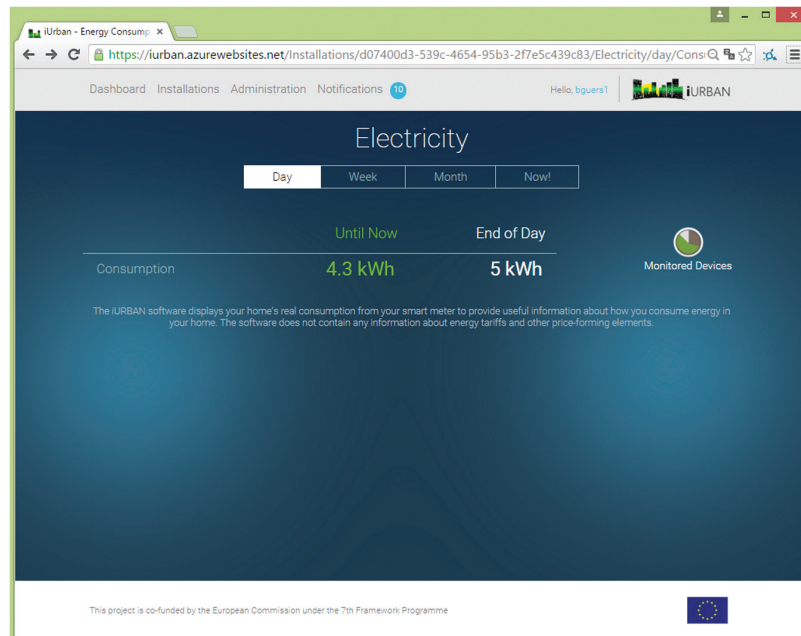 iUrban - Energy Consump
https://iurban.azurewebsites.net/Installations/d07400d3-539c-4654-95b3-2f7e5c439c83/Electricity/day/Consu
Dashboard Installations Administration Notifications 10 Hello, bguers1 iURBAN
Electricity
Day Week Month Now!
Until Now End of Day
Consumption 4.3 kWh 5 kWh Monitored Devices
The iURBAN software displays your home's real consumption from your smart meter to provide useful information about how you consume energy in
your home. The software does not contain any information about energy tariffs and other price-forming elements.
This project is co-funded by the European Commission under the 7th Framework Programme